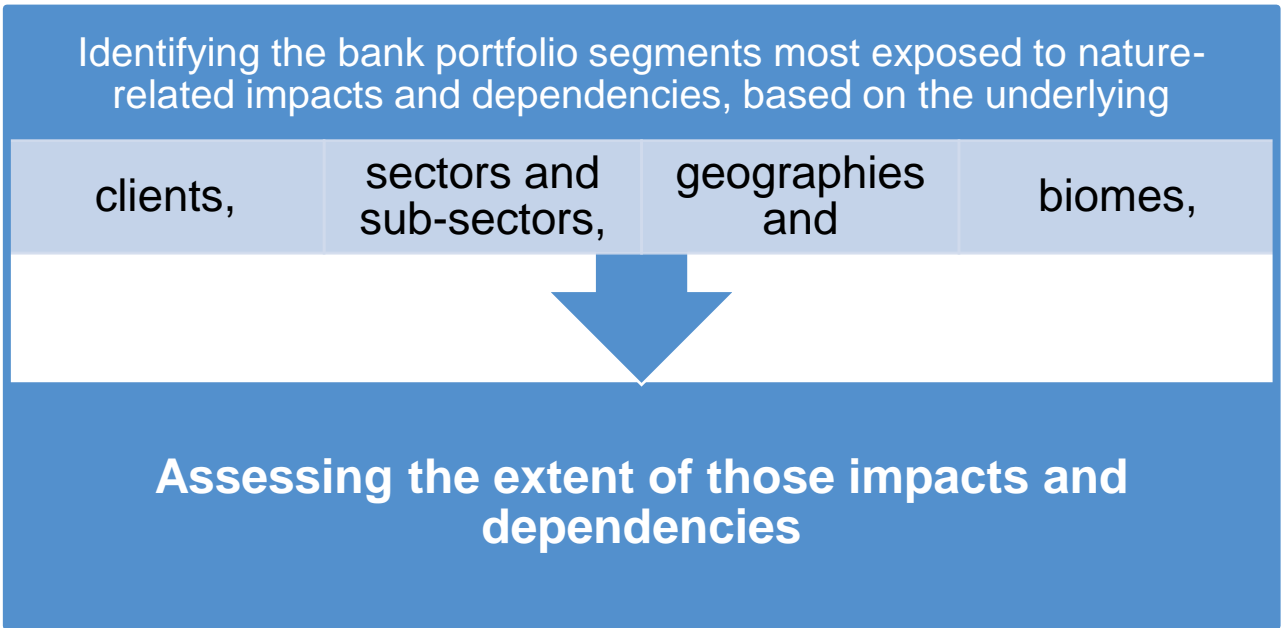 Identifying the bank portfolio segments most exposed to nature-
related impacts and dependencies, based on the underlying
clients,
sectors and
sub-sectors,
geographies
and
biomes,
Assessing the extent of those impacts and
dependencies